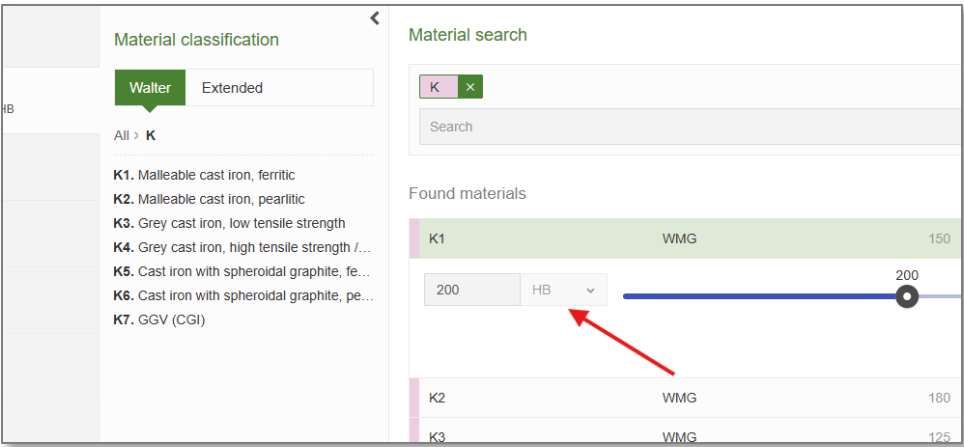 HB
Material classification
Walter Extended
All > K
K1. Malleable cast iron, ferritic
K2. Malleable cast iron, pearlitic
K3. Grey cast iron, low tensile strength
K4. Grey cast iron, high tensile strength /...
K5. Cast iron with spheroidal graphite, fe...
K6. Cast iron with spheroidal graphite, pe...
K7. GGV (CGI)
Material search
K ×
Search
Found materials
K1 WMG 150
200 HB 200
K2 WMG 180
K3 WMG 125